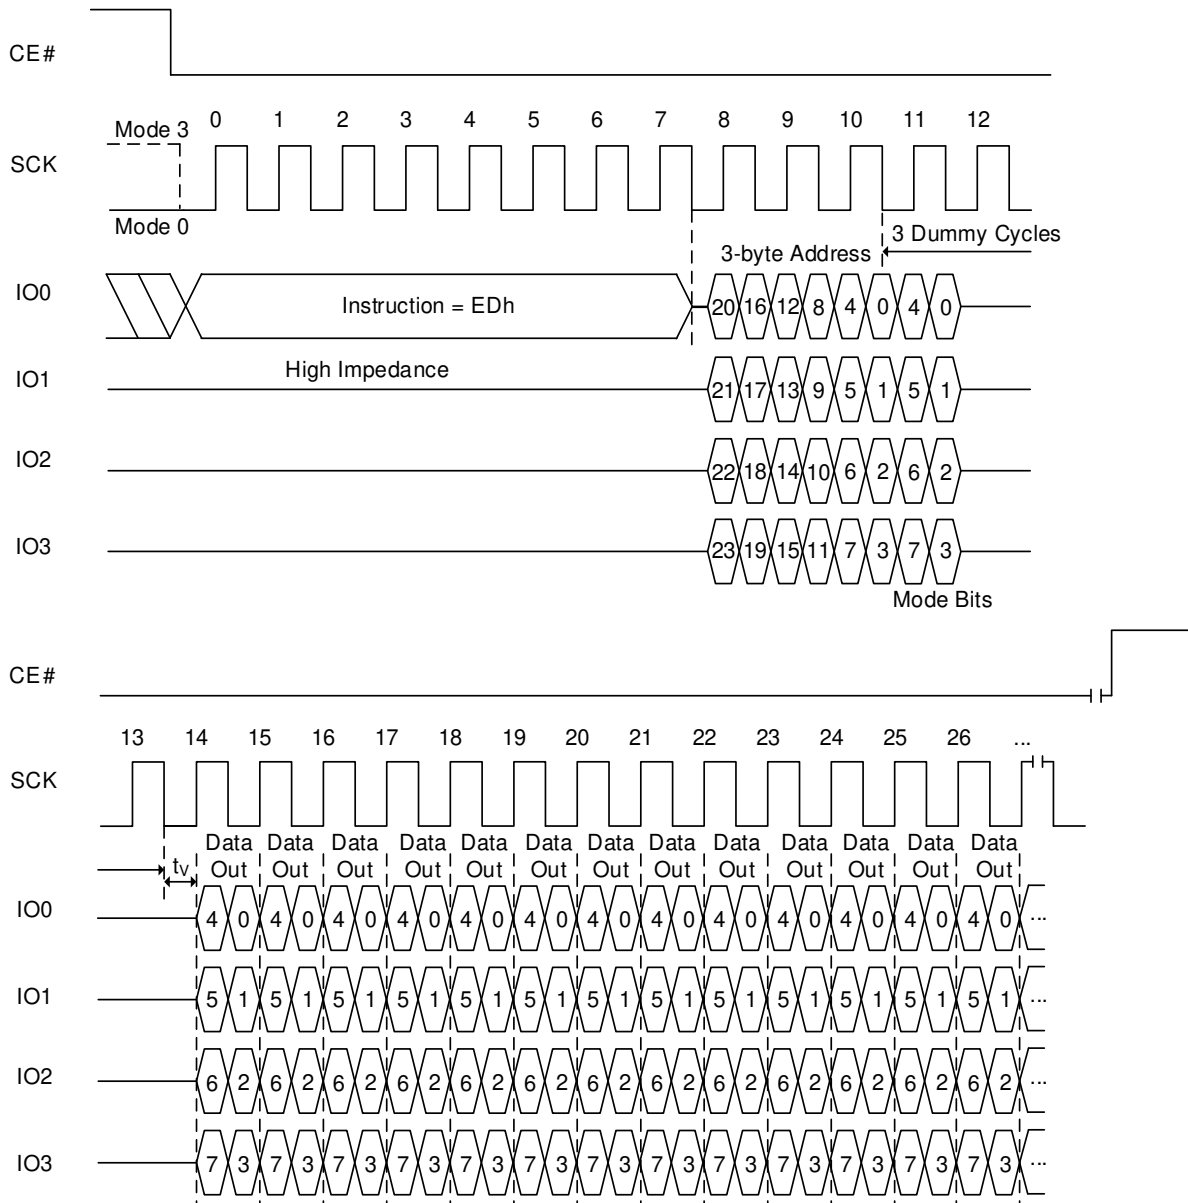 CE#
Mode 3 0 1 2 3 4 5 6 7 8 9 10 11 12
SCK
Mode 0
3 Dummy Cycles
3-byte Address
IO0 Instruction = EDh 20 16 12 8 4 0 4 0
High Impedance
IO1 21 17 13 9 5 1 5 1
IO2 22 18 14 10 6 2 6 2
IO3 23 19 15 11 7 3 7 3
Mode Bits
CE#
13 14 15 16 17 18 19 20 21 22 23 24 25 26 ...
SCK
Data Data Data Data Data Data Data Data Data Data Data Data Data
tV Out Out Out Out Out Out Out Out Out Out Out Out Out
IO0 4 0 4 0 4 0 4 0 4 0 4 0 4 0 4 0 4 0 4 0 4 0 4 0 4 0 ...
IO1 5 1 5 1 5 1 5 1 5 1 5 1 5 1 5 1 5 1 5 1 5 1 5 1 5 1 ...
IO2 6 2 6 2 6 2 6 2 6 2 6 2 6 2 6 2 6 2 6 2 6 2 6 2 6 2 ...
IO3 7 3 7 3 7 3 7 3 7 3 7 3 7 3 7 3 7 3 7 3 7 3 7 3 7 3 ...